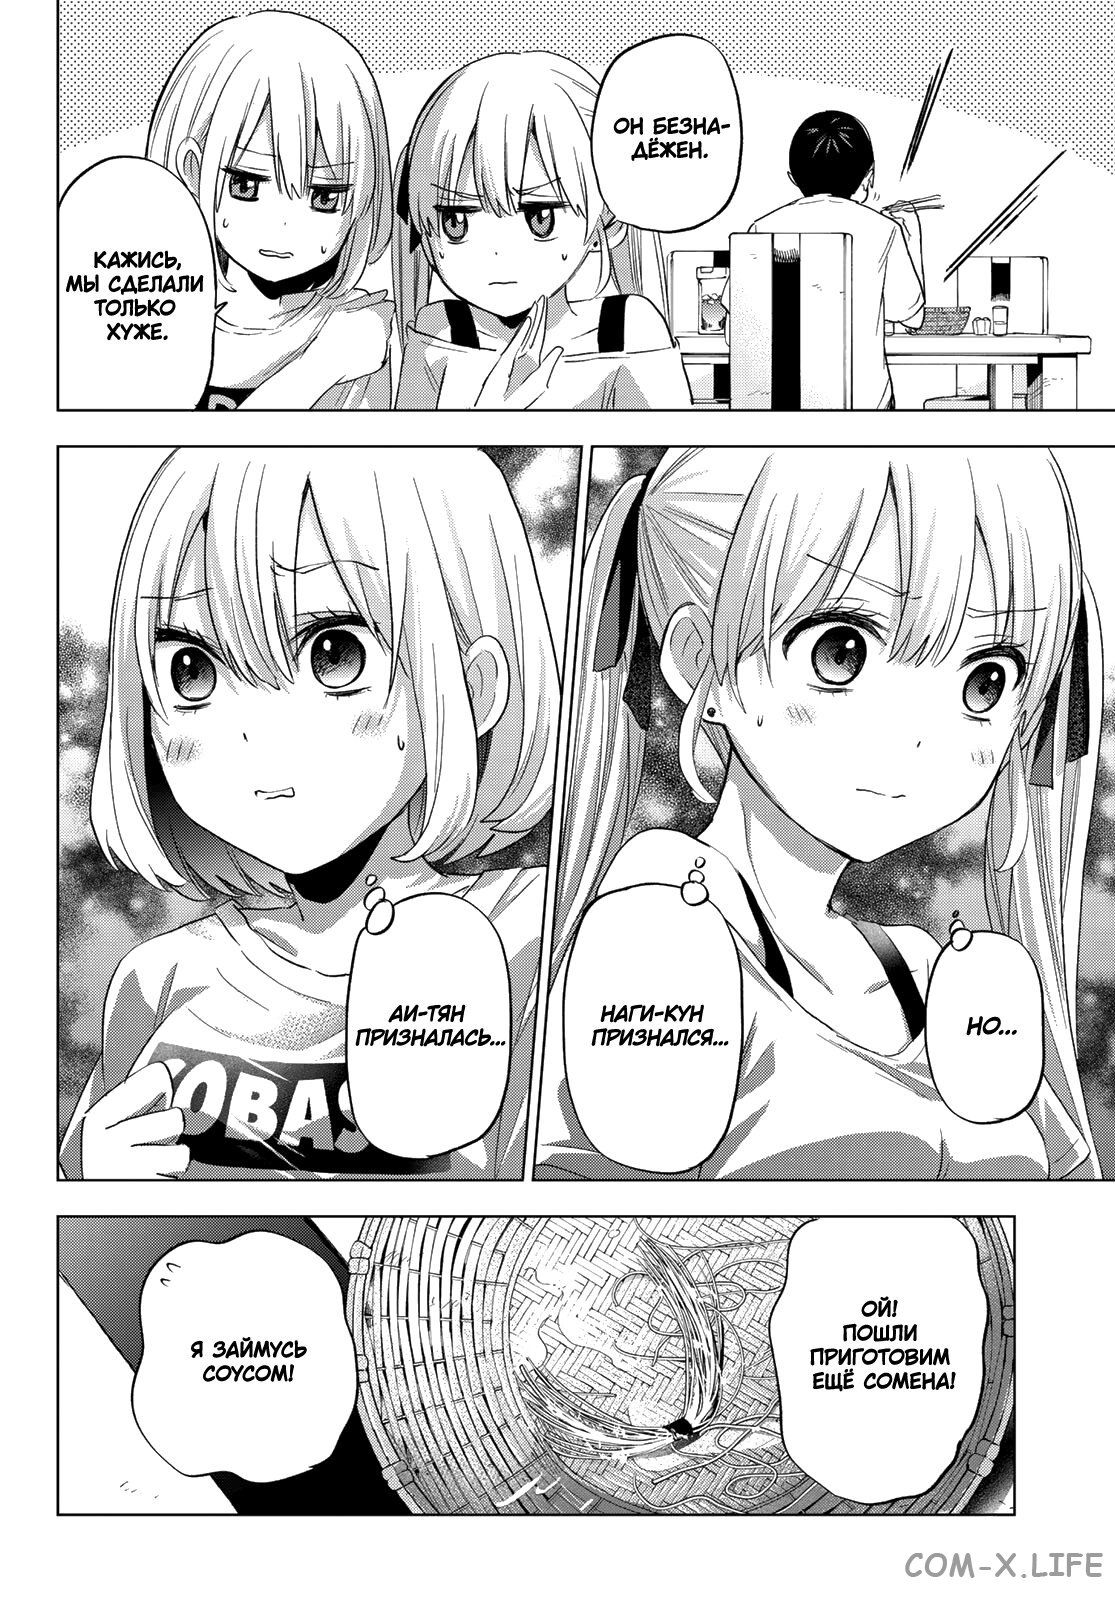 ОН БЕЗНА-
ДЁЖЕН.
КАЖИСЬ,
МЫ СДЕЛАЛИ
ТОЛЬКО
ХУЖЕ.
НО...
НАГИ-КУН
ПРИЗНАЛСЯ...
АИ-ТЯН
ПРИЗНАЛАСЬ...
OBAS
ОЙ!
ПОШЛИ
ПРИГОТОВИМ
ЕЩЁ СОМЕНА!
Я ЗАЙМУСЬ
СОУСОМ!
COM-X.LIFE